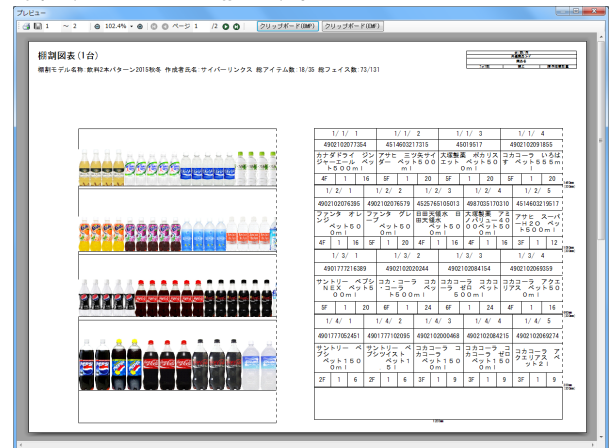 プレビュー
1 ～ 2 102.4% ページ 1 /2 クリップボード(BMP) クリップボード(EMF)
棚割図表(1台)
棚割モデル名称:飲料2本パターン2015秋冬 作成者氏名:サイバーリンクス 総アイテム数:18/35 総フェイス数:73/131
1/ 1/ 1 1/ 1/ 2 1/ 1/ 3 1/ 1/ 4
4902102077354 4514603217315 45019517 4902102091855
カナダドライ ジンジャーエール ペット500ml アサヒ 三ツ矢サイダー ペット500ml 大塚製薬 ポカリスエット ペット500ml コカコーラ いろはす ペット555ml
4F 1 16 5F 1 20 4F 1 16 5F 1 20
1/ 2/ 1 1/ 2/ 2 1/ 2/ 3 1/ 2/ 4 1/ 2/ 5
4902102076395 4902102076579 4525765105013 4987035170310 4514603219517
ファンタ オレンジ ペット500ml ファンタ グレープ ペット500ml 日田天領水 日田天領水 ペット500ml 大塚製薬 アミノバリュー4000ペット500ml アサヒ スーパーH2O ペット500ml
4F 1 16 5F 1 20 4F 1 16 4F 1 16 3F 1 12
1/ 3/ 1 1/ 3/ 2 1/ 3/ 3 1/ 3/ 4
4901777216389 4902102020244 4902102084154 4902102069359
サントリー ペプシNEX ペット500ml コカ・コーラ コカコーラ ペット500ml コカコーラ コカコーラ ゼロ ペット500ml コカコーラ アクエリアス ペット500ml
5F 1 20 6F 1 24 6F 1 24 4F 1 16
1/ 4/ 1 1/ 4/ 2 1/ 4/ 3 1/ 4/ 4 1/ 4/ 5
4901777052451 4901777102095 4902102000468 4902102084215 4902102069274
サントリー ペプシ ペット150 0ml サントリー ペプシツイスト ペット1 5l コカコーラ コカコーラ ペット150 0ml コカコーラ コカコーラ ゼロ ペット150 0ml コカコーラ アクエリアス ペット2l
2F 1 6 2F 1 6 3F 1 9 3F 1 9 3F 1 9